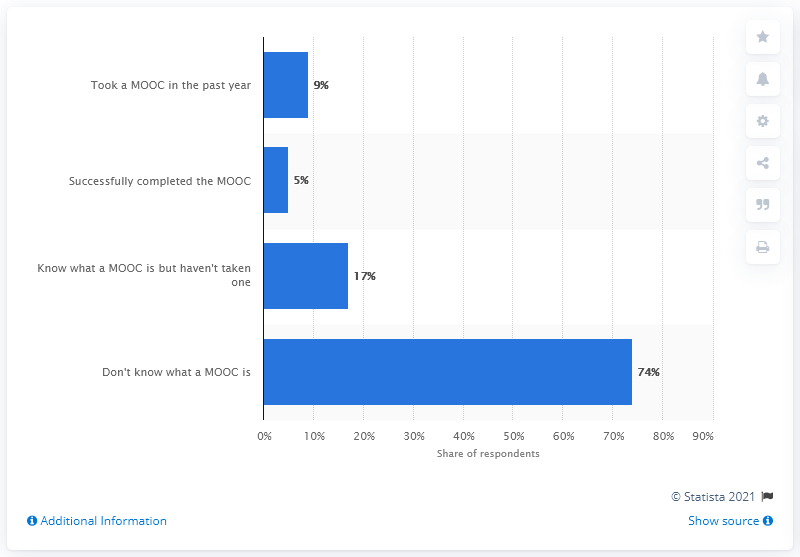 Took a MOOC in the past year
9%
Successfully completed the MOOC
5%
Know what a MOOC is but haven't taken
one
17%
Don't know what a MOOC is
74%
0% 10% 20% 30% 40% 50% 60% 70% 80% 90%
Share of respondents
© Statista 2021
Additional Information
Show source